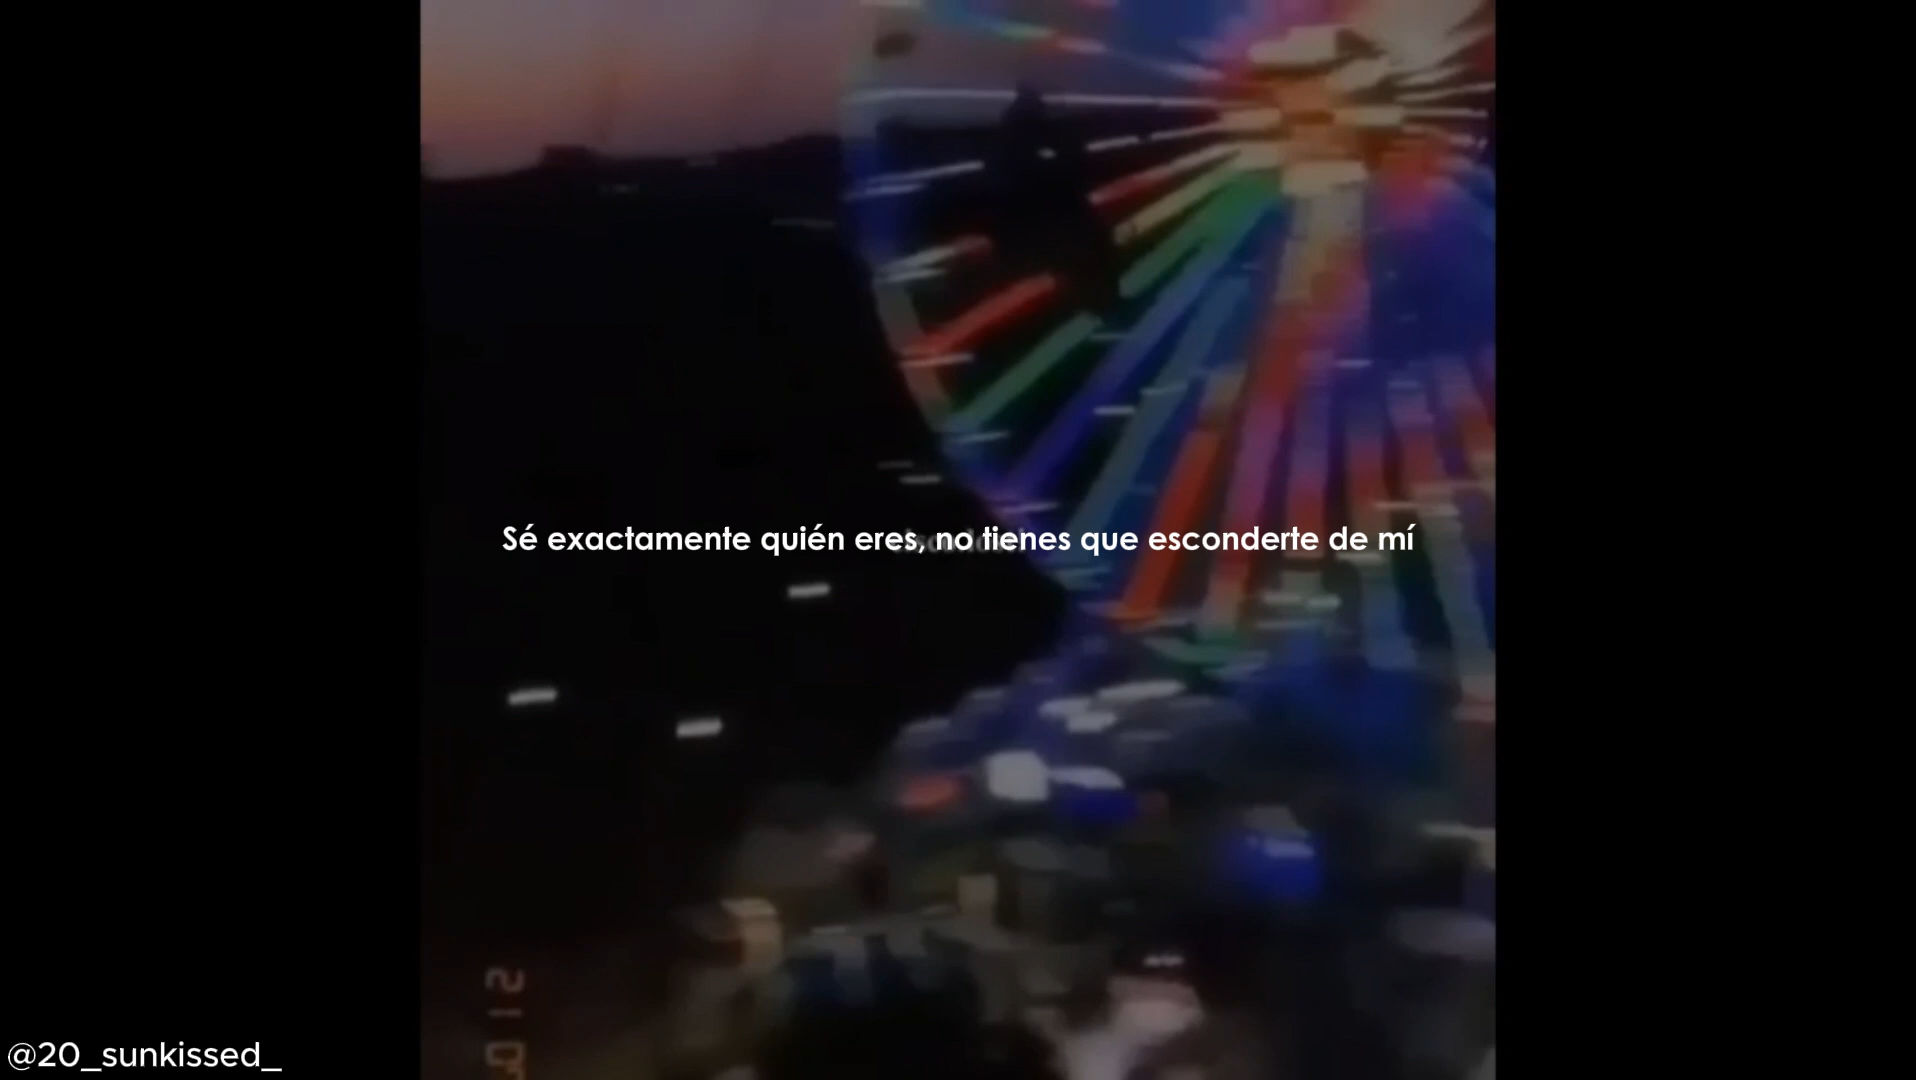 Sé exactamente quién eres, no tienes que esconderte de mí
@20_sunkissed_